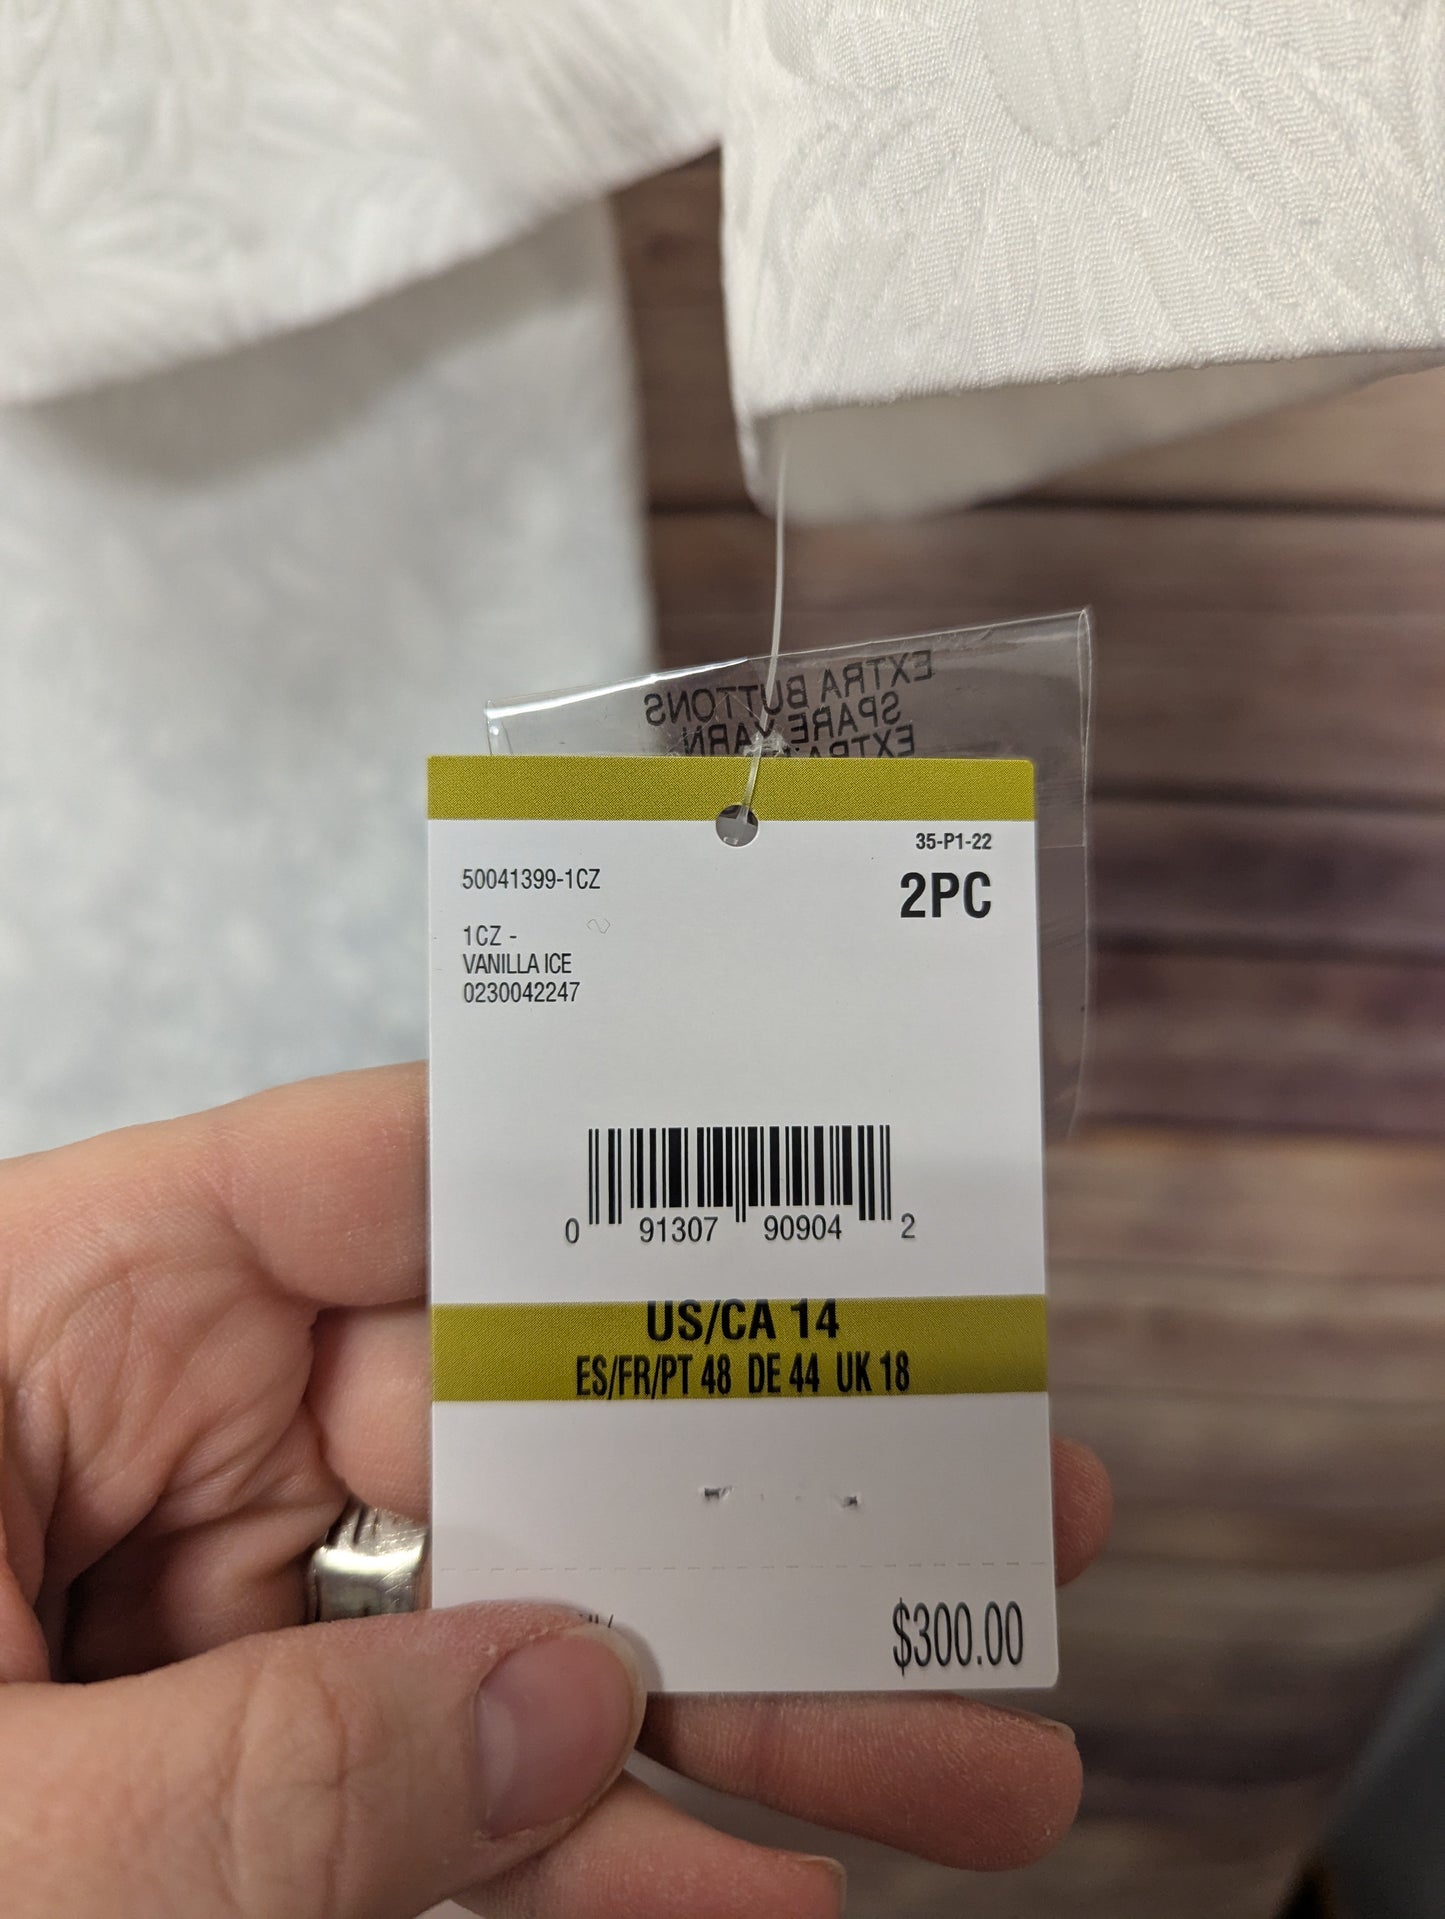 EXTRA BUTTONS
SPARE YARN
35-P1-22
50041399-1CZ
2PC
1CZ -
VANILLA ICE
0230042247
0 91307 90904 2
US/CA 14
ES/FR/PT 48 DE 44 UK 18
$300.00